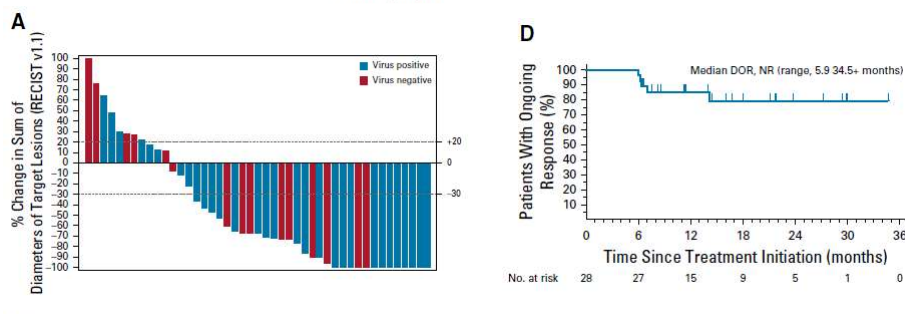 A
% Change in Sum of
Diameters of Target Lesions (RECIST v1.1)
100
90
80
70
60
50
40
30
20
10
0
–10
–20
–30
–40
–50
–60
–70
–80
–90
–100
Virus positive
Virus negative
+20
0
–30
D
Patients With Ongoing
Response (%)
100
90
80
70
60
50
40
30
20
10
Median DOR, NR (range, 5.9 34.5+ months)
0 6 12 18 24 30 36
Time Since Treatment Initiation (months)
No. at risk 28 27 15 9 5 1 0